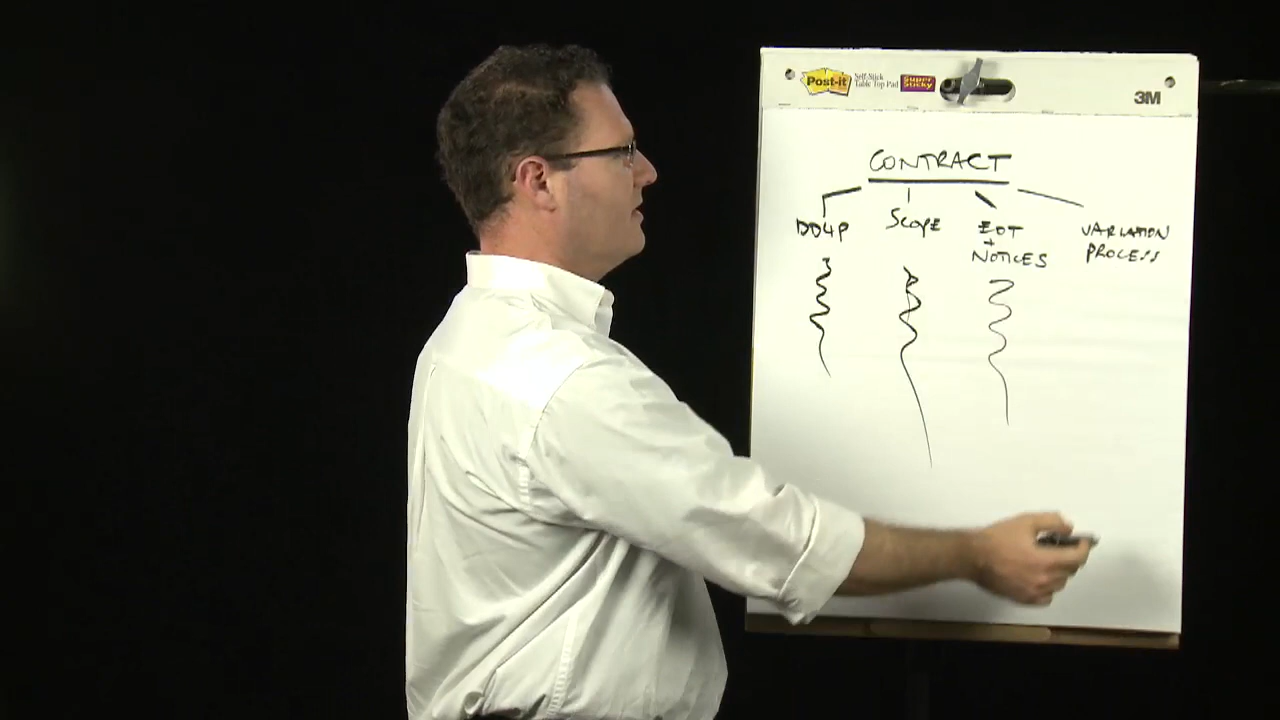 Post-it
Self-Stick
Table Top Pad
Super
Sticky
3M
CONTRACT
DD4P
SCOPE
EOT
+
NOTICES
VARIATION
PROCESS